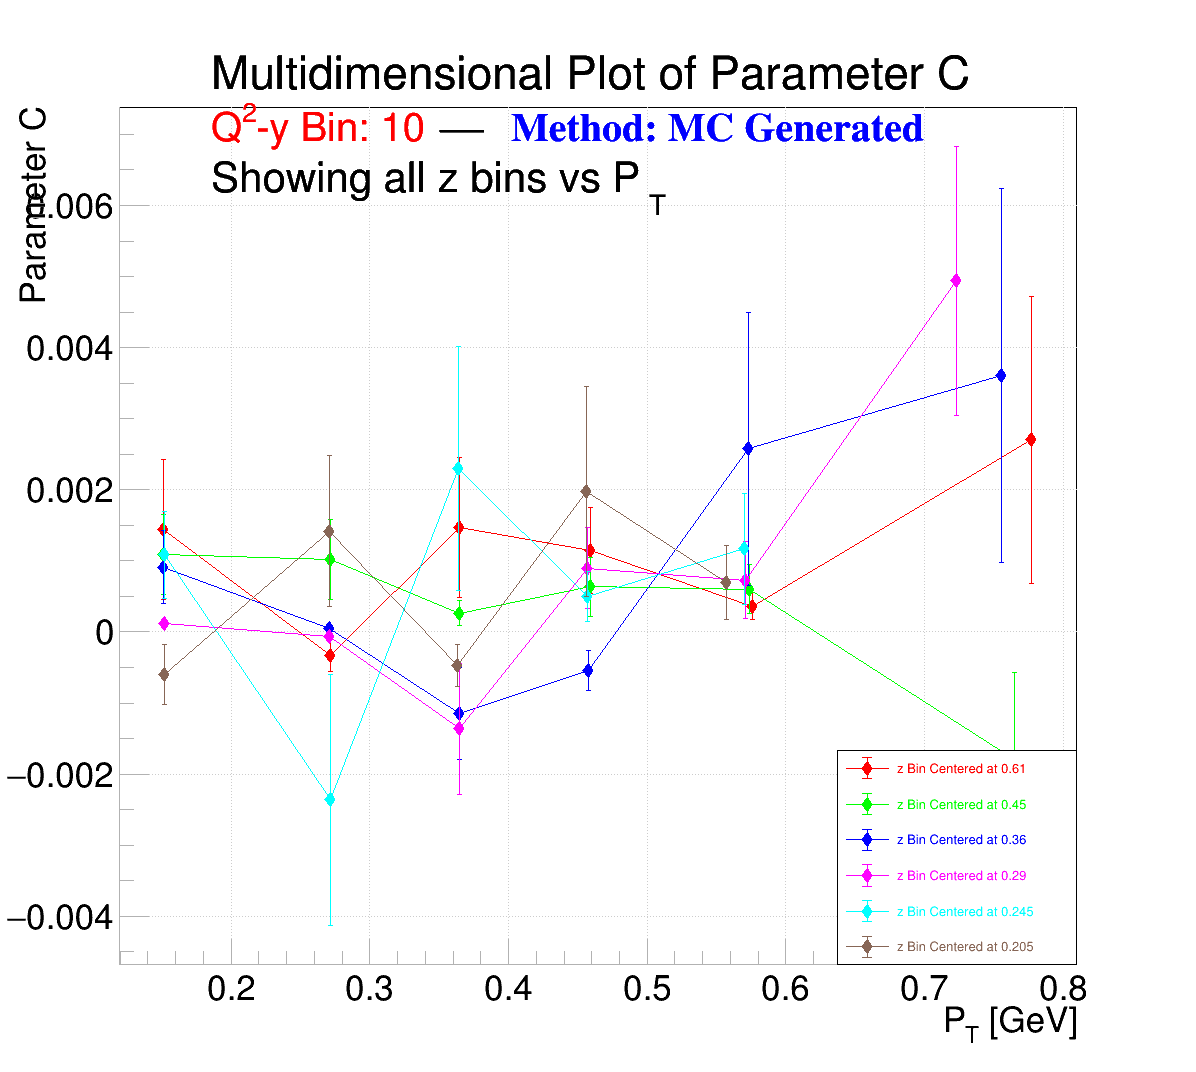 Multidimensional Plot of Parameter C
Q²-y Bin: 10 — Method: MC Generated
Showing all z bins vs P_T
Parameter C
0.006
0.004
0.002
0
−0.002
−0.004
z Bin Centered at 0.61
z Bin Centered at 0.45
z Bin Centered at 0.36
z Bin Centered at 0.29
z Bin Centered at 0.245
z Bin Centered at 0.205
0.2 0.3 0.4 0.5 0.6 0.7 0.8
P_T [GeV]